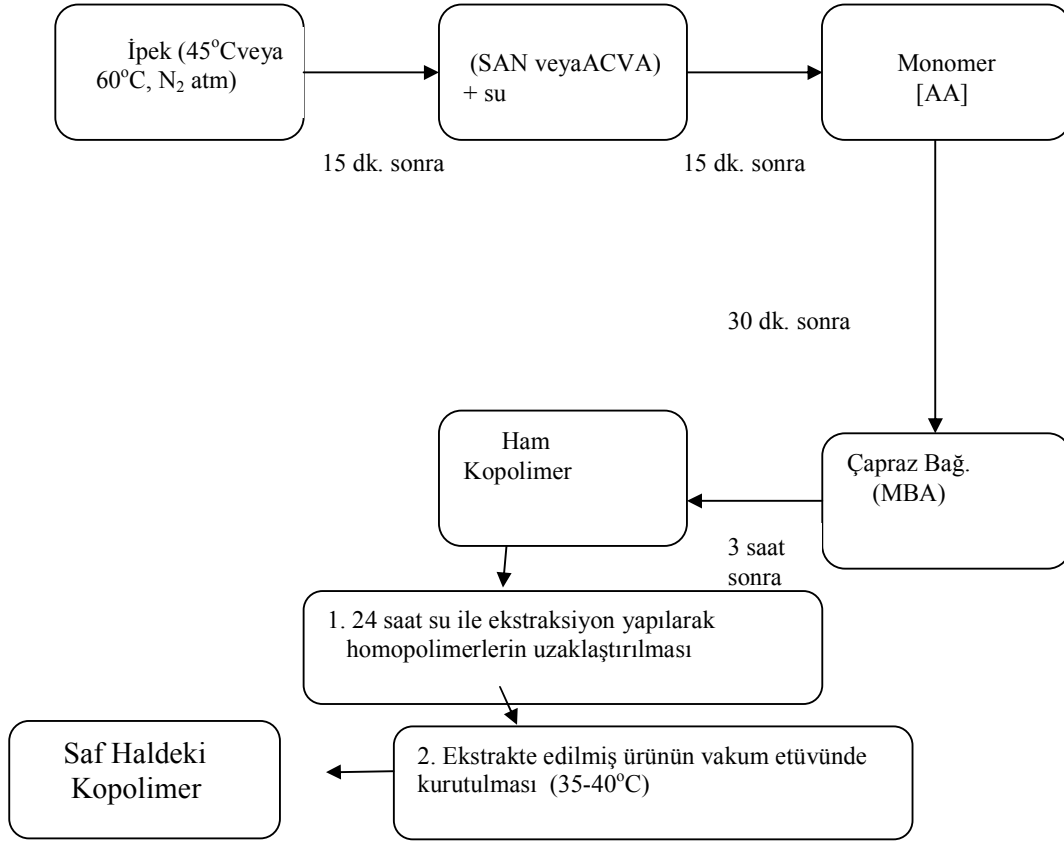 İpek (45°Cveya
60°C, N₂ atm)
(SAN veyaACVA)
+ su
Monomer
[AA]
15 dk. sonra
15 dk. sonra
30 dk. sonra
Çapraz Bağ.
(MBA)
Ham
Kopolimer
3 saat
sonra
1. 24 saat su ile ekstraksiyon yapılarak
homopolimerlerin uzaklaştırılması
2. Ekstrakte edilmiş ürünün vakum etüvünde
kurutulması (35-40°C)
Saf Haldeki
Kopolimer